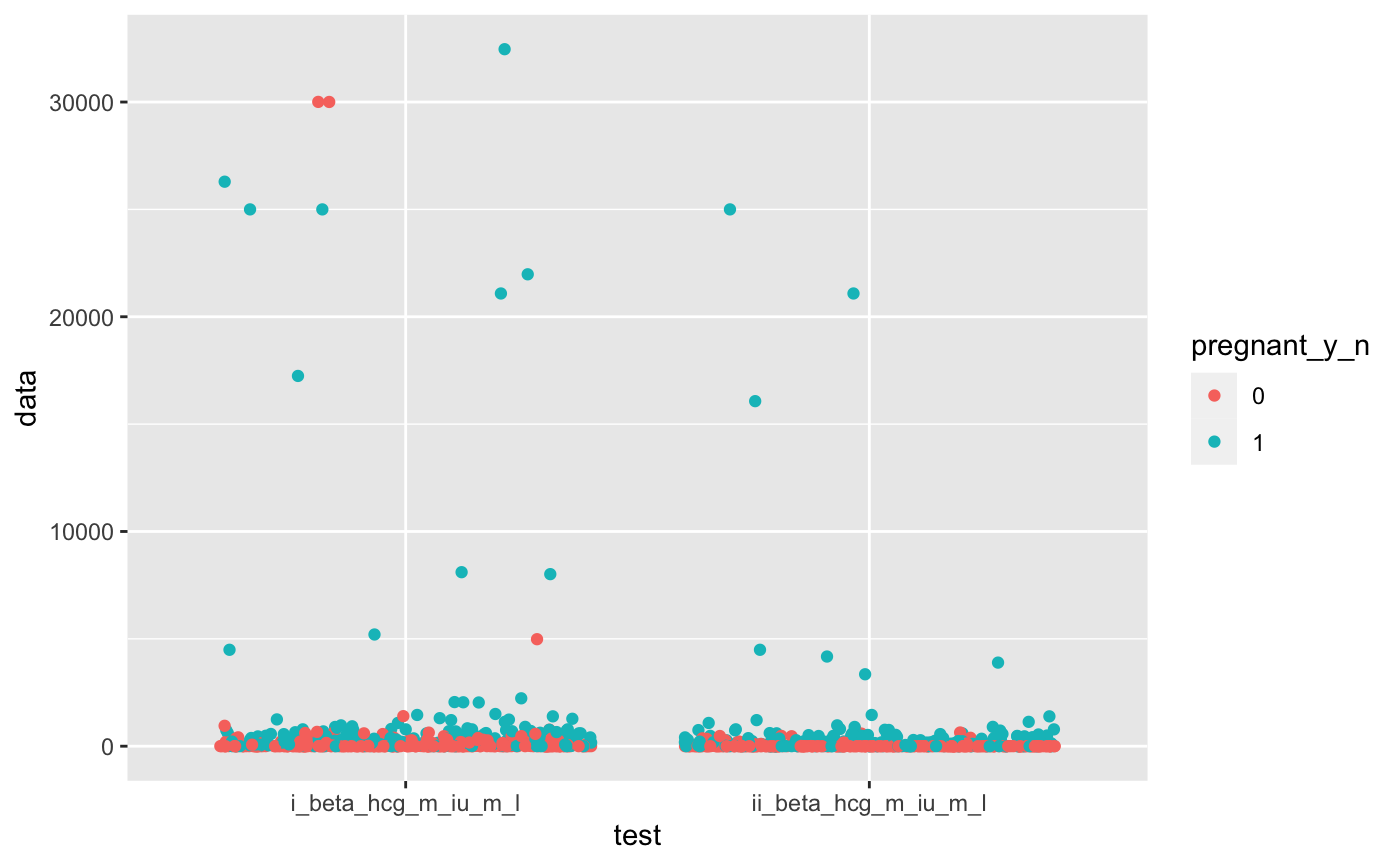 30000
20000
10000
0
data
i_beta_hcg_m_iu_m_l
ii_beta_hcg_m_iu_m_l
test
pregnant_y_n
0
1